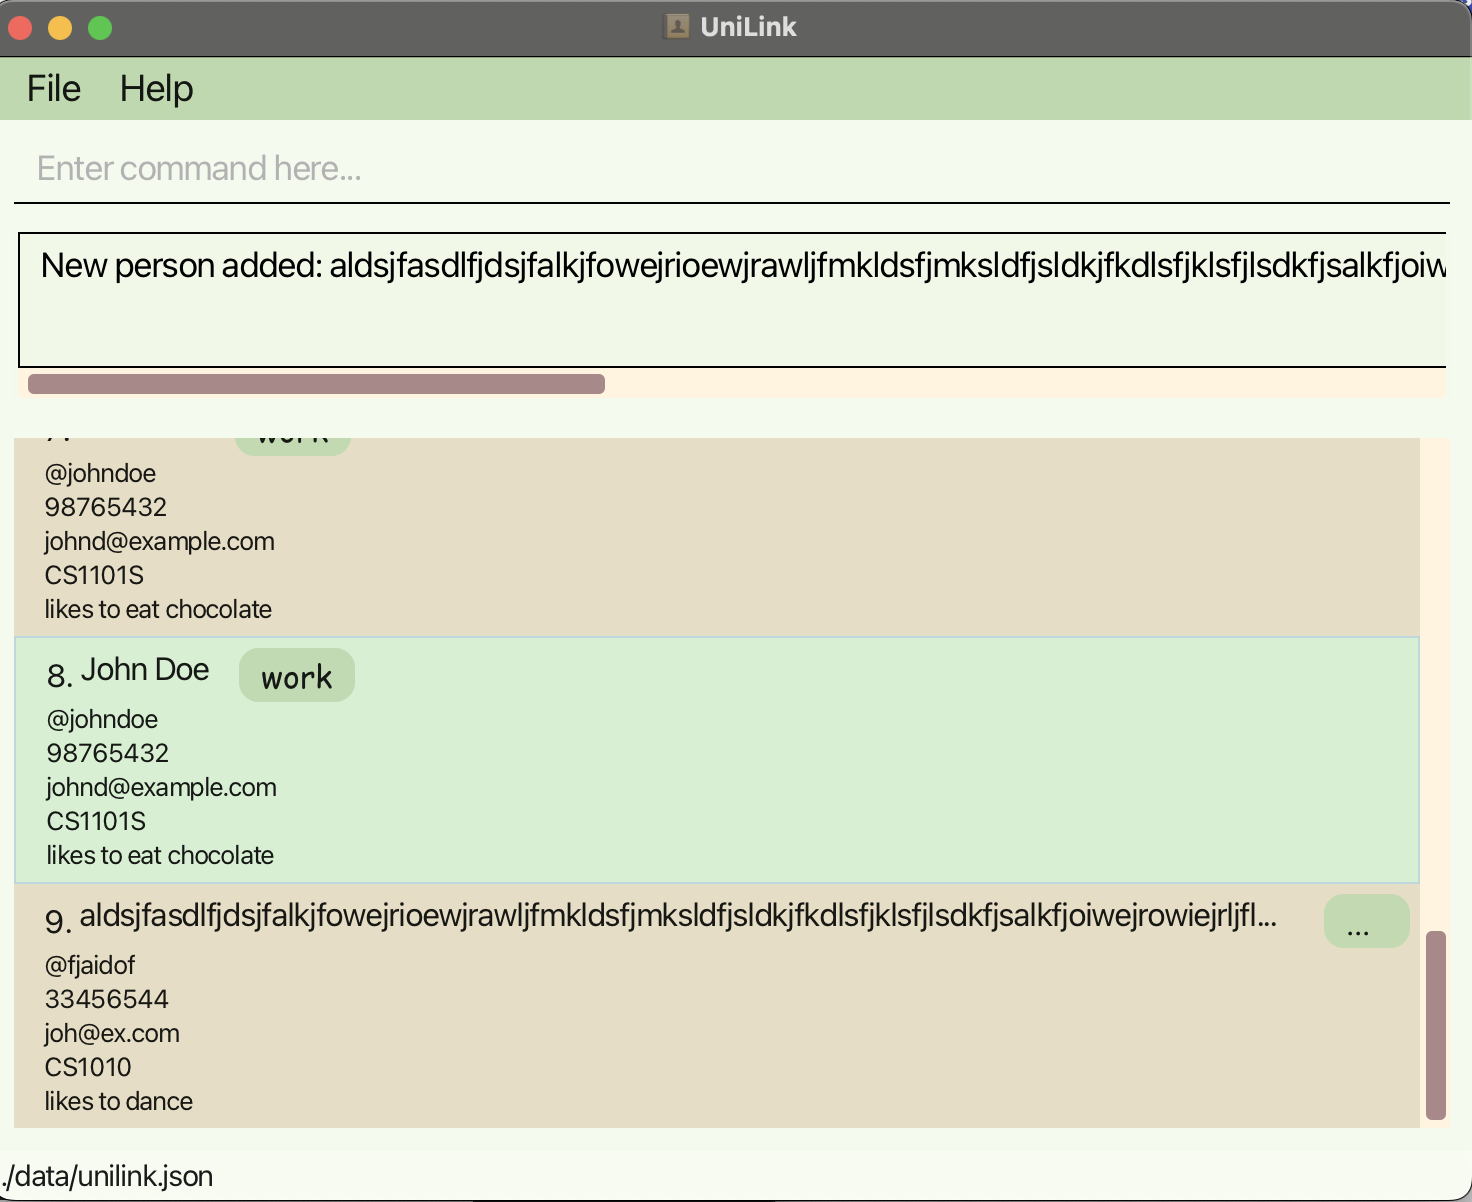 UniLink
File Help
Enter command here...
New person added: aldsjfasdlfjdsjfalkjfowejrioewjrawljfmkldsfjmksldfjsldkjfkdlsfjklsfjlsdkfjsalkfjoiw
work
@johndoe
98765432
johnd@example.com
CS1101S
likes to eat chocolate
8. John Doe work
@johndoe
98765432
johnd@example.com
CS1101S
likes to eat chocolate
9. aldsjfasdlfjdsjfalkjfowejrioewjrawljfmkldsfjmksldfjsldkjfkdlsfjklsfjlsdkfjsalkfjoiwejrowiejrljfl... ...
@fjaidof
33456544
joh@ex.com
CS1010
likes to dance
./data/unilink.json